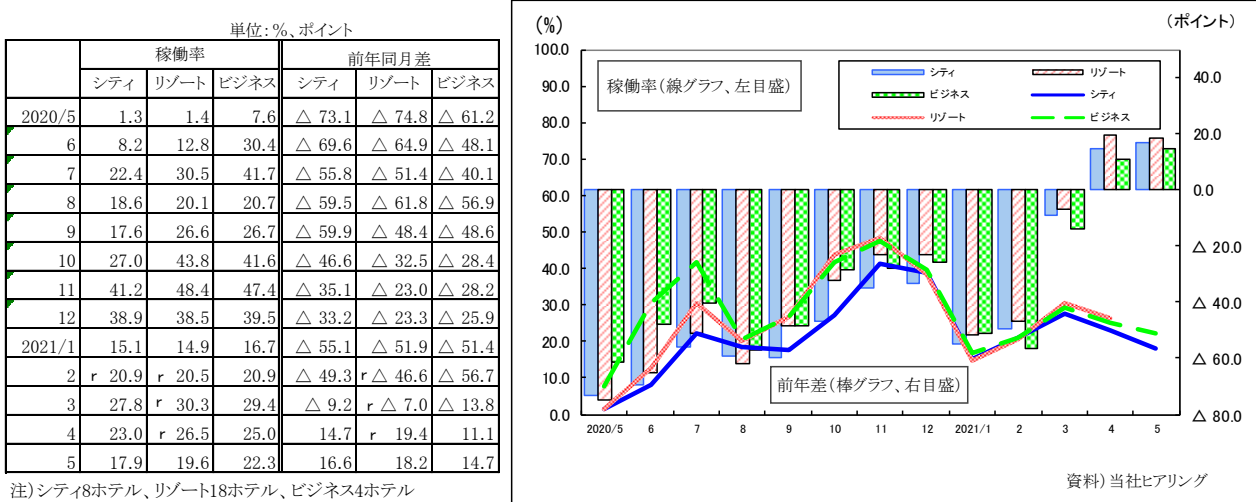 単位：％、ポイント
稼働率 前年同月差
シティ リゾート ビジネス シティ リゾート ビジネス
2020/5 1.3 1.4 7.6 △ 73.1 △ 74.8 △ 61.2
6 8.2 12.8 30.4 △ 69.6 △ 64.9 △ 48.1
7 22.4 30.5 41.7 △ 55.8 △ 51.4 △ 40.1
8 18.6 20.1 20.7 △ 59.5 △ 61.8 △ 56.9
9 17.6 26.6 26.7 △ 59.9 △ 48.4 △ 48.6
10 27.0 43.8 41.6 △ 46.6 △ 32.5 △ 28.4
11 41.2 48.4 47.4 △ 35.1 △ 23.0 △ 28.2
12 38.9 38.5 39.5 △ 33.2 △ 23.3 △ 25.9
2021/1 15.1 14.9 16.7 △ 55.1 △ 51.9 △ 51.4
2 r 20.9 r 20.5 20.9 △ 49.3 r △ 46.6 △ 56.7
3 27.8 r 30.3 29.4 △ 9.2 r △ 7.0 △ 13.8
4 23.0 r 26.5 25.0 14.7 r 19.4 11.1
5 17.9 19.6 22.3 16.6 18.2 14.7
注）シティ8ホテル、リゾート18ホテル、ビジネス4ホテル
（％）
（ポイント）
100.0
90.0
80.0
70.0
60.0
50.0
40.0
30.0
20.0
10.0
0.0
稼働率（線グラフ、左目盛）
シティ リゾート
ビジネス シティ
リゾート ビジネス
前年差（棒グラフ、右目盛）
40.0
20.0
0.0
△ 20.0
△ 40.0
△ 60.0
△ 80.0
2020/5 6 7 8 9 10 11 12 2021/1 2 3 4 5
資料）当社ヒアリング